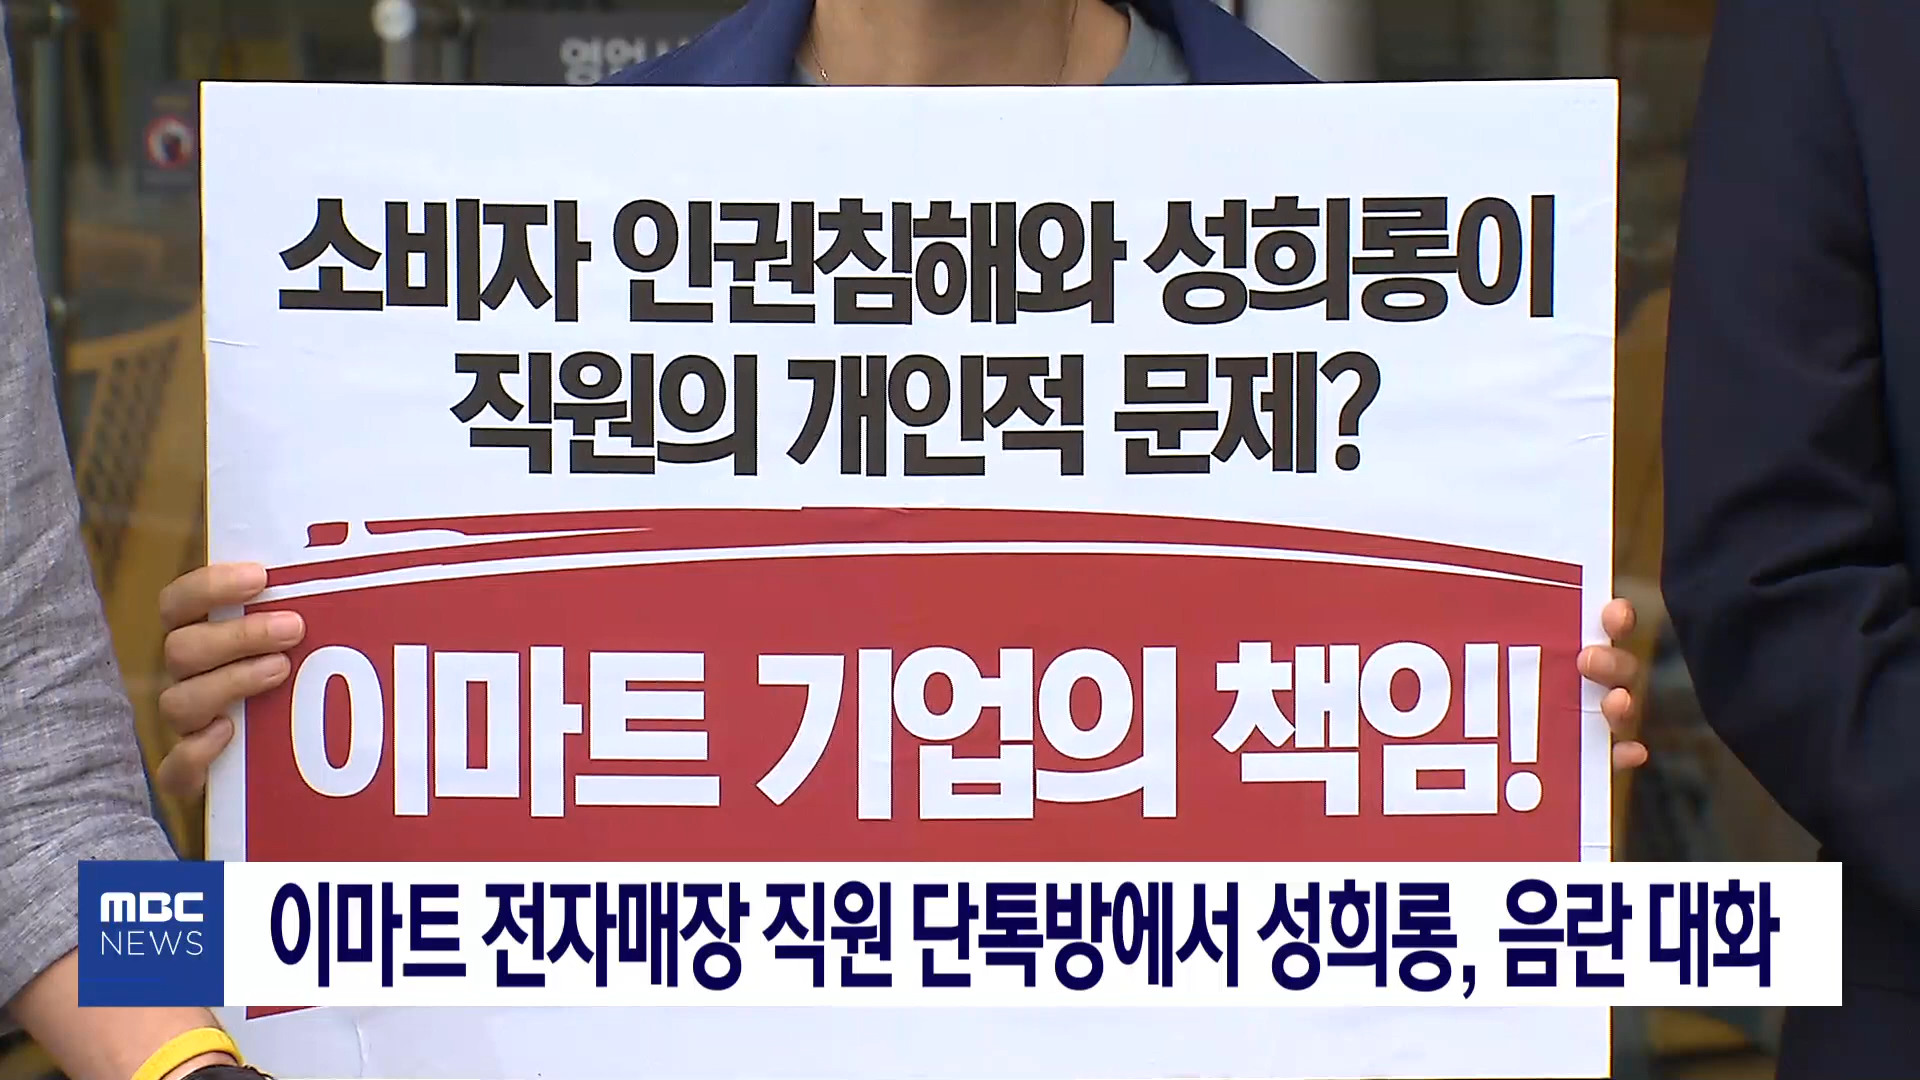 소비자 인권침해와 성희롱이
직원의 개인적 문제?
이마트 기업의 책임!
MBC
NEWS
이마트 전자매장 직원 단톡방에서 성희롱, 음란 대화